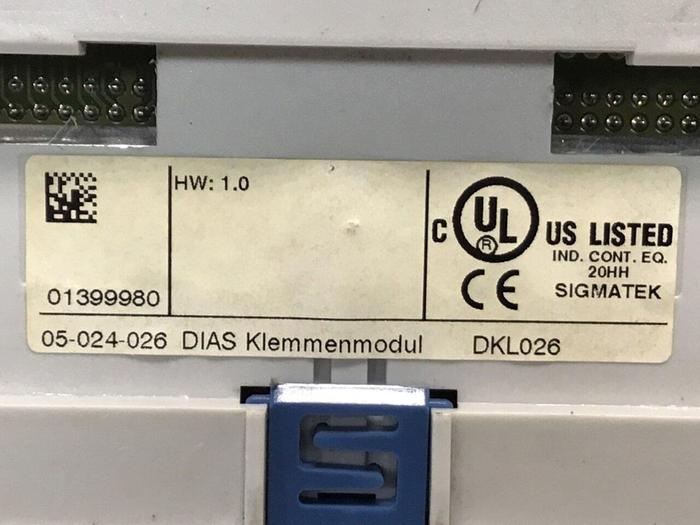 HW: 1.0
01399980
C UL ® US LISTED
IND. CONT. EQ.
20HH
CE SIGMATEK
05-024-026 DIAS Klemmenmodul DKL026